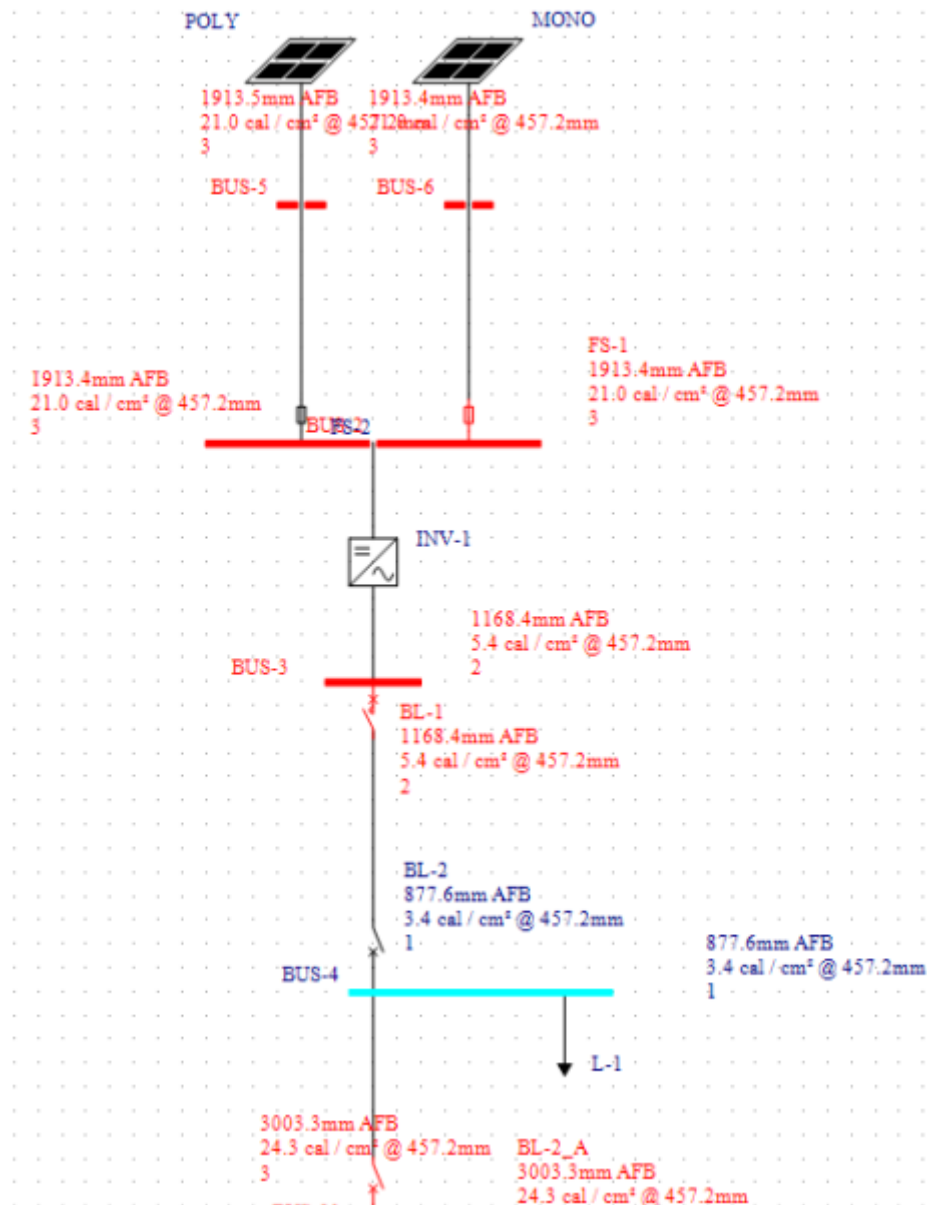 POLY
MONO
1913.5mm AFB
21.0 cal / cm² @ 457.2mm
3
1913.4mm AFB
cal / cm² @ 457.2mm
3
BUS-5
BUS-6
1913.4mm AFB
21.0 cal / cm² @ 457.2mm
3
FS-1
1913.4mm AFB
21.0 cal / cm² @ 457.2mm
3
FS-2
INV-1
1168.4mm AFB
5.4 cal / cm² @ 457.2mm
2
BUS-3
BL-1
1168.4mm AFB
5.4 cal / cm² @ 457.2mm
2
BL-2
877.6mm AFB
3.4 cal / cm² @ 457.2mm
1
877.6mm AFB
3.4 cal / cm² @ 457.2mm
1
BUS-4
L-1
3003.3mm AFB
24.3 cal / cm² @ 457.2mm
3
BL-2_A
3003.3mm AFB
24.3 cal / cm² @ 457.2mm